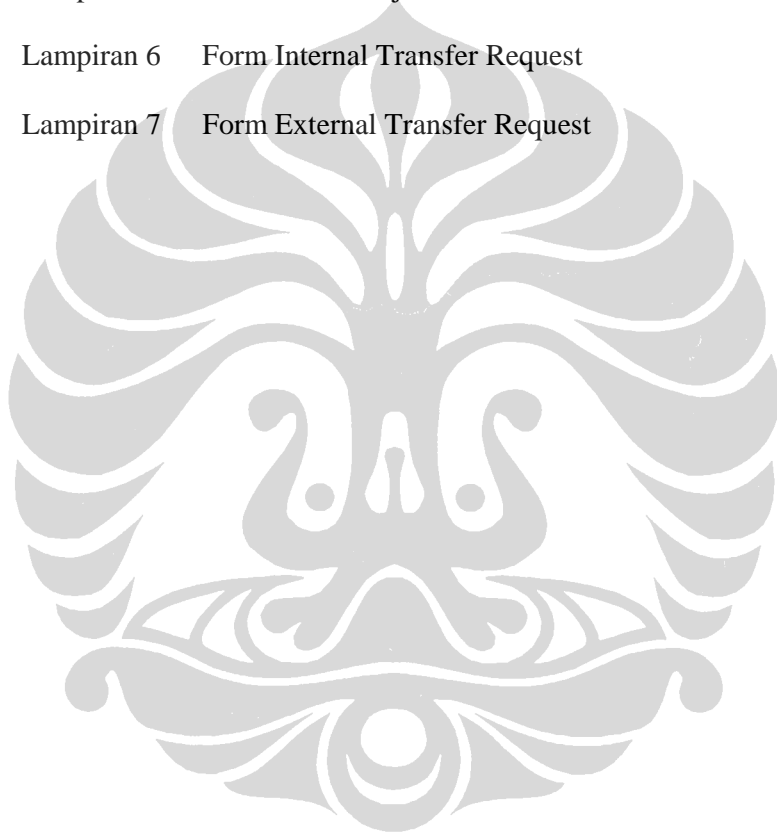 Lampiran 6 Form Internal Transfer Request
Lampiran 7 Form External Transfer Request